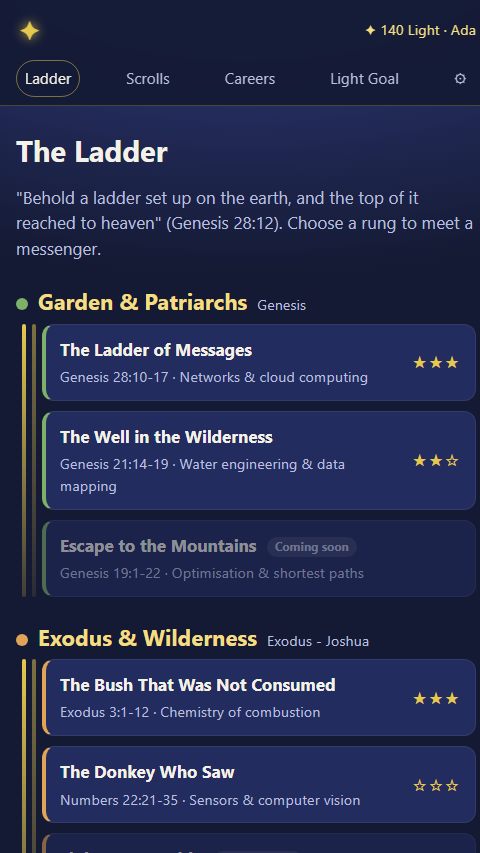 ✦ 140 Light · Ada
Ladder
Scrolls
Careers
Light Goal
The Ladder
"Behold a ladder set up on the earth, and the top of it
reached to heaven" (Genesis 28:12). Choose a rung to meet a
messenger.
Garden & Patriarchs Genesis
The Ladder of Messages
Genesis 28:10-17 · Networks & cloud computing
★★★
The Well in the Wilderness
Genesis 21:14-19 · Water engineering & data
mapping
★★☆
Escape to the Mountains Coming soon
Genesis 19:1-22 · Optimisation & shortest paths
Exodus & Wilderness Exodus - Joshua
The Bush That Was Not Consumed
Exodus 3:1-12 · Chemistry of combustion
★★★
The Donkey Who Saw
Numbers 22:21-35 · Sensors & computer vision
☆☆☆